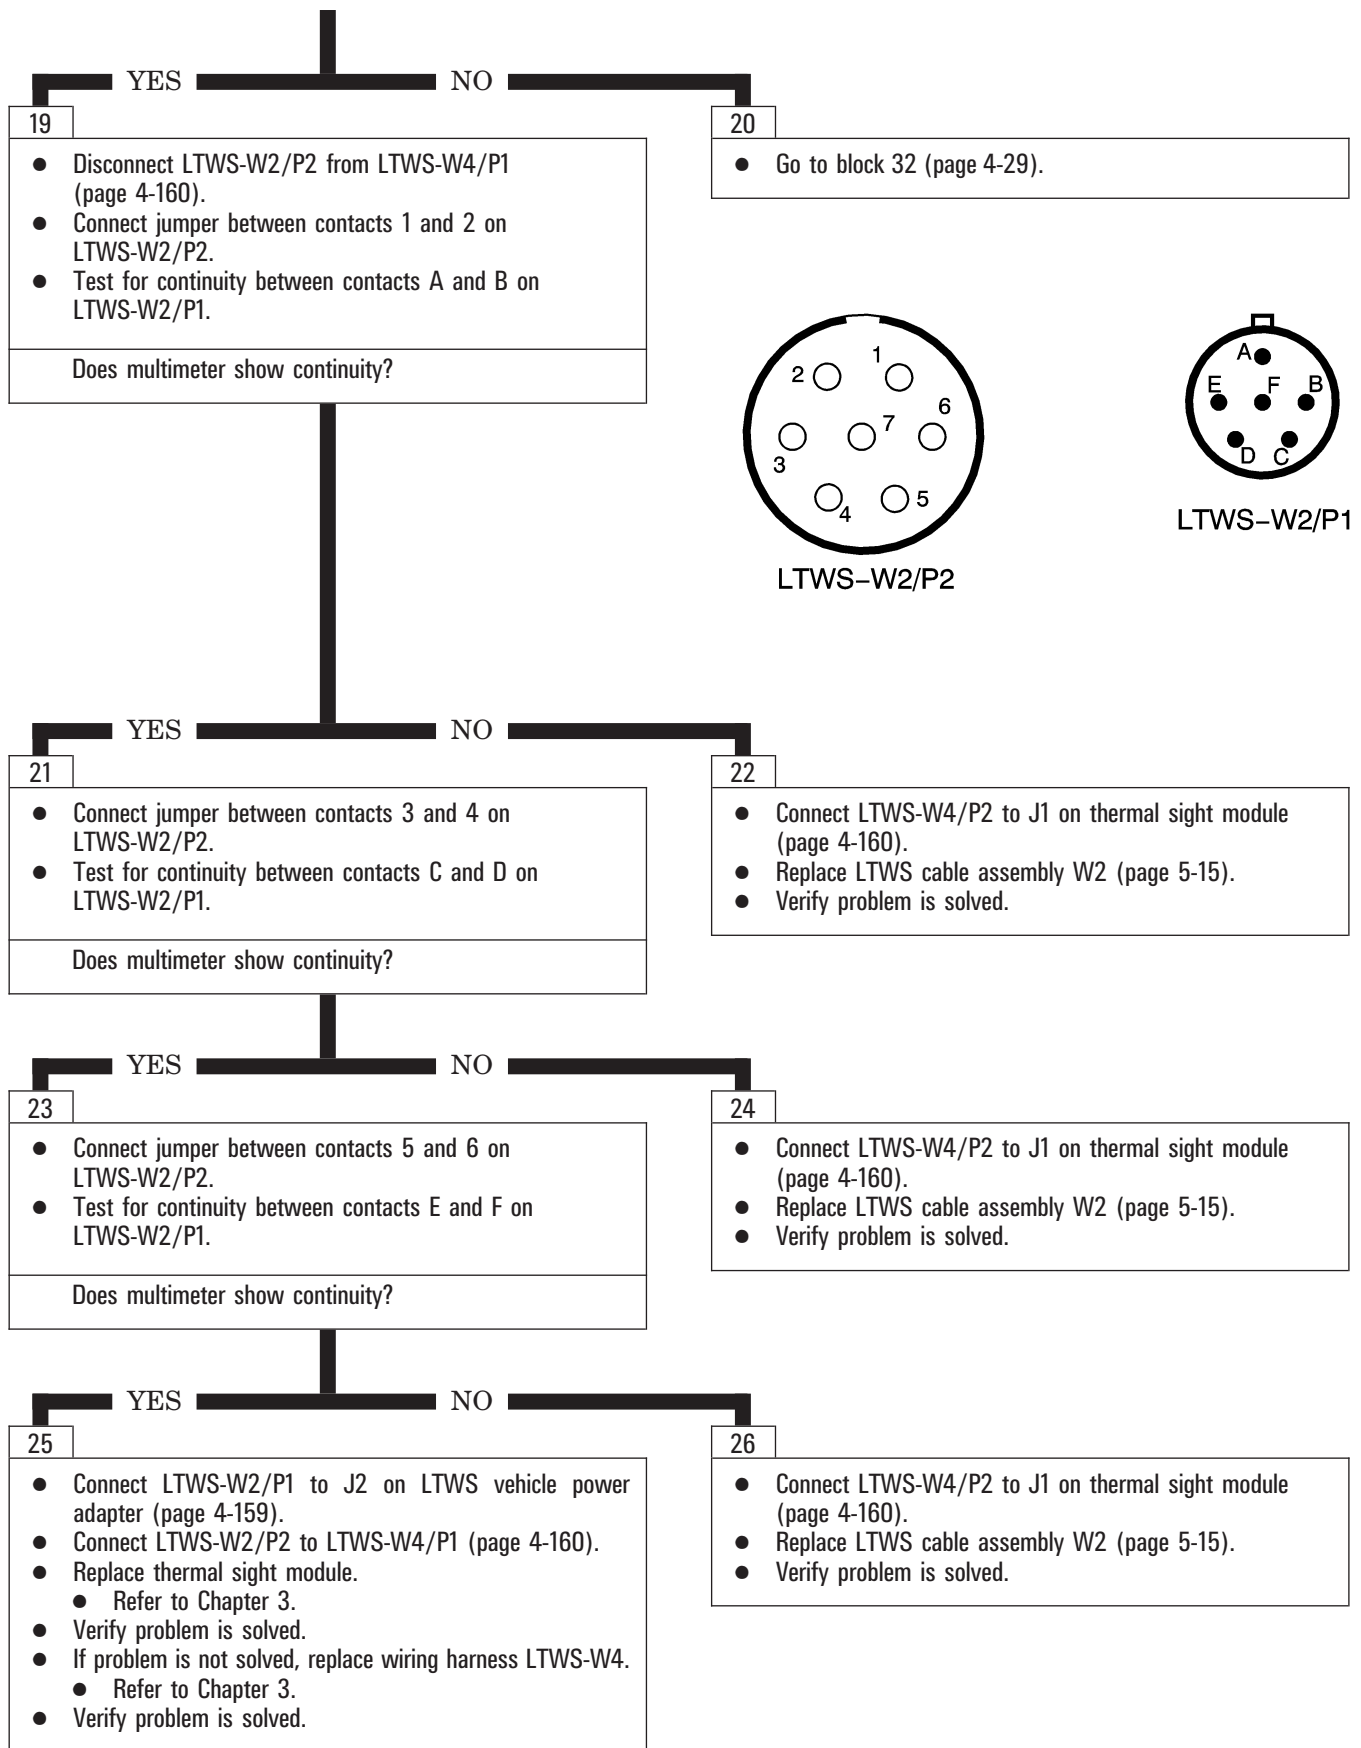 YES NO
19
● Disconnect LTWS-W2/P2 from LTWS-W4/P1
(page 4-160).
● Connect jumper between contacts 1 and 2 on
LTWS-W2/P2.
● Test for continuity between contacts A and B on
LTWS-W2/P1.
Does multimeter show continuity?
20
● Go to block 32 (page 4-29).
1
2
3
4
5
6
7
LTWS–W2/P2
A
B
C
D
E
F
LTWS–W2/P1
YES NO
21
● Connect jumper between contacts 3 and 4 on
LTWS-W2/P2.
● Test for continuity between contacts C and D on
LTWS-W2/P1.
Does multimeter show continuity?
22
● Connect LTWS-W4/P2 to J1 on thermal sight module
(page 4-160).
● Replace LTWS cable assembly W2 (page 5-15).
● Verify problem is solved.
YES NO
23
● Connect jumper between contacts 5 and 6 on
LTWS-W2/P2.
● Test for continuity between contacts E and F on
LTWS-W2/P1.
Does multimeter show continuity?
24
● Connect LTWS-W4/P2 to J1 on thermal sight module
(page 4-160).
● Replace LTWS cable assembly W2 (page 5-15).
● Verify problem is solved.
YES NO
25
● Connect LTWS-W2/P1 to J2 on LTWS vehicle power
adapter (page 4-159).
● Connect LTWS-W2/P2 to LTWS-W4/P1 (page 4-160).
● Replace thermal sight module.
● Refer to Chapter 3.
● Verify problem is solved.
● If problem is not solved, replace wiring harness LTWS-W4.
● Refer to Chapter 3.
● Verify problem is solved.
26
● Connect LTWS-W4/P2 to J1 on thermal sight module
(page 4-160).
● Replace LTWS cable assembly W2 (page 5-15).
● Verify problem is solved.